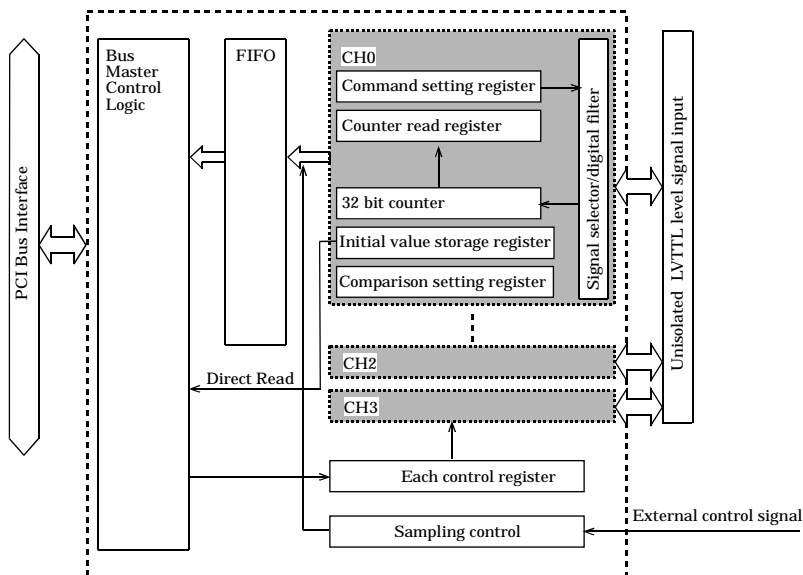 PCI Bus Interface
Bus
Master
Control
Logic
FIFO
CH0
Command setting register
Counter read register
32 bit counter
Initial value storage register
Comparison setting register
Signal selector/digital filter
Unisolated LVTTL level signal input
CH2
Direct Read
CH3
Each control register
Sampling control
External control signal